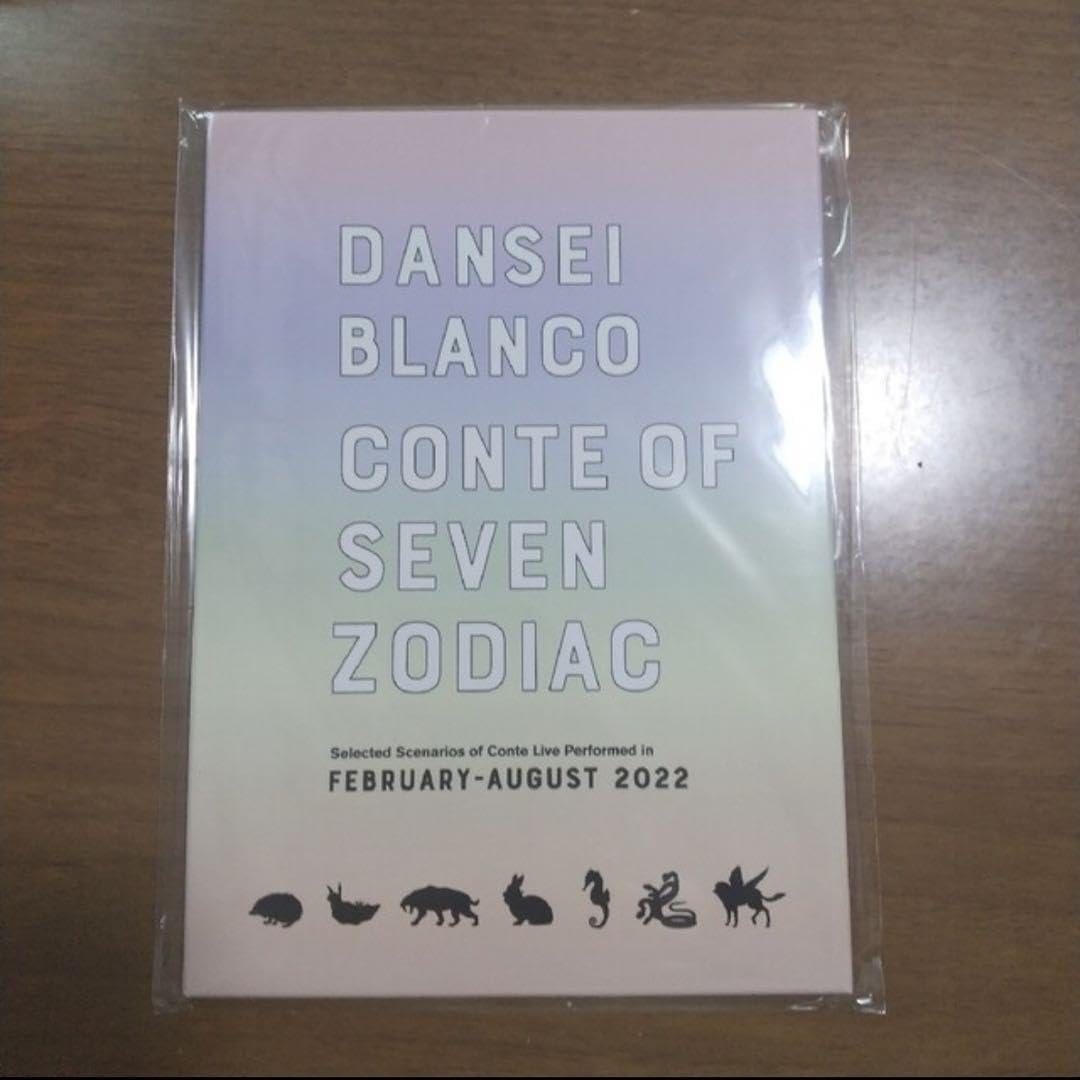 DANSEI
BLANCO
CONTE OF
SEVEN
ZODIAC
Selected Scenarios of Conte Live Performed in
FEBRUARY-AUGUST 2022